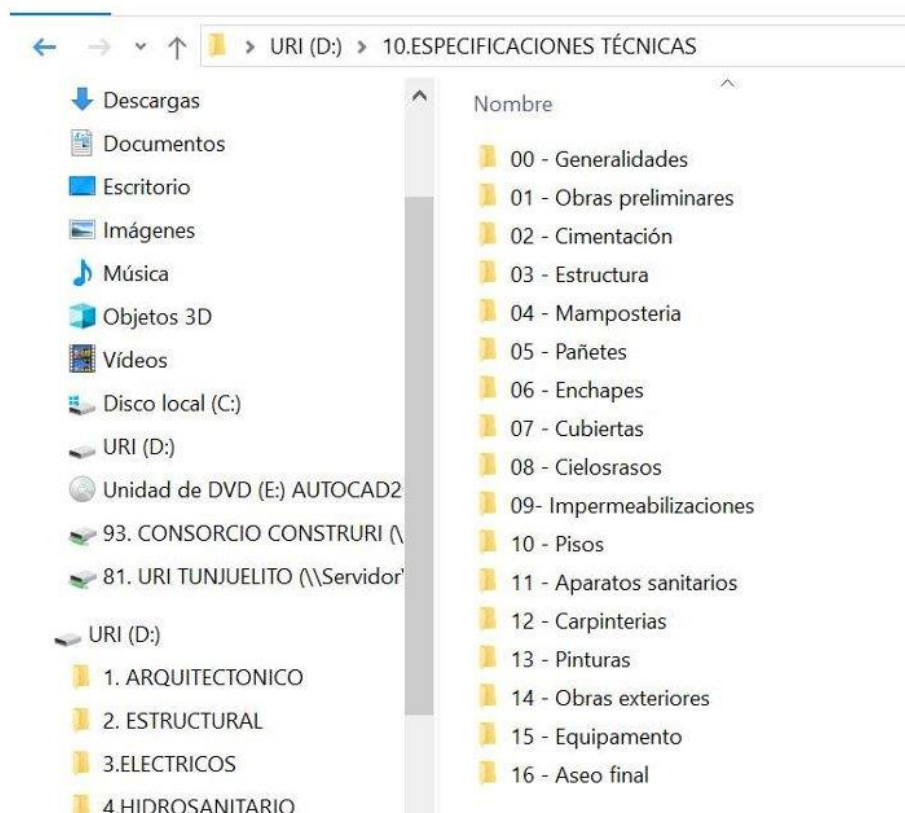 URI (D:) > 10.ESPECIFICACIONES TÉCNICAS
Descargas
Documentos
Escritorio
Imágenes
Música
Objetos 3D
Vídeos
Disco local (C:)
URI (D:)
Unidad de DVD (E:) AUTOCAD2
93. CONSORCIO CONSTRURI (\
81. URI TUNJUELITO (\\Servidor\
URI (D:)
1. ARQUITECTONICO
2. ESTRUCTURAL
3.ELECTRICOS
4.HIDROSANITARIO
Nombre
00 - Generalidades
01 - Obras preliminares
02 - Cimentación
03 - Estructura
04 - Mamposteria
05 - Pañetes
06 - Enchapes
07 - Cubiertas
08 - Cielosrasos
09- Impermeabilizaciones
10 - Pisos
11 - Aparatos sanitarios
12 - Carpinterias
13 - Pinturas
14 - Obras exteriores
15 - Equipamento
16 - Aseo final